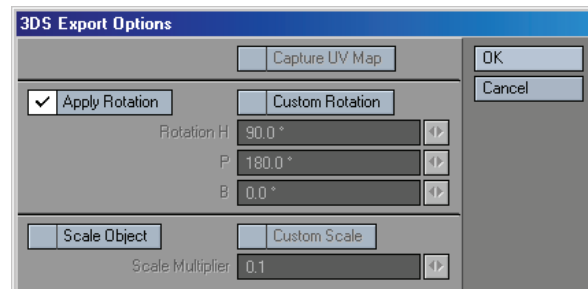 3DS Export Options
Capture UV Map
OK
Cancel
Apply Rotation
Custom Rotation
Rotation H 90.0 °
P 180.0 °
B 0.0 °
Scale Object
Custom Scale
Scale Multiplier 0.1